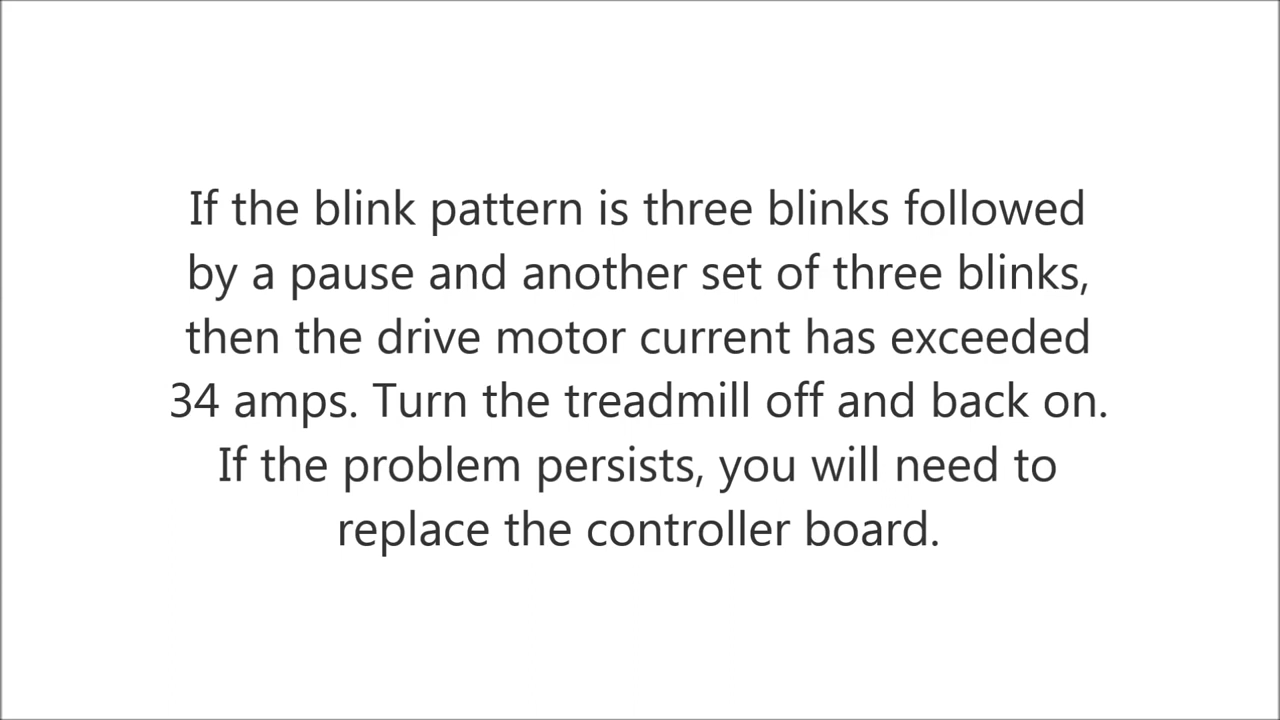 If the blink pattern is three blinks followed
by a pause and another set of three blinks,
then the drive motor current has exceeded
34 amps. Turn the treadmill off and back on.
If the problem persists, you will need to
replace the controller board.